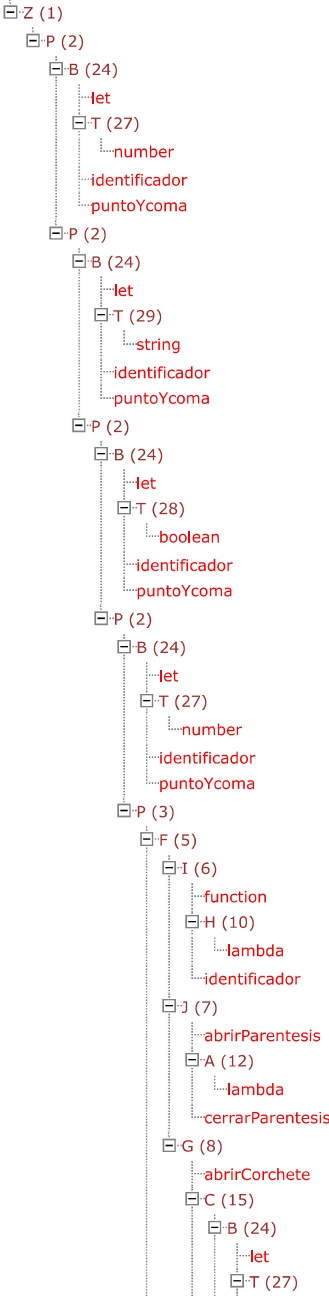 Z (1)
P (2)
B (24)
let
T (27)
number
identificador
puntoYcoma
P (2)
B (24)
let
T (29)
string
identificador
puntoYcoma
P (2)
B (24)
let
T (28)
boolean
identificador
puntoYcoma
P (2)
B (24)
let
T (27)
number
identificador
puntoYcoma
P (3)
F (5)
I (6)
function
H (10)
lambda
identificador
J (7)
abrirParentesis
A (12)
lambda
cerrarParentesis
G (8)
abrirCorchete
C (15)
B (24)
let
T (27)